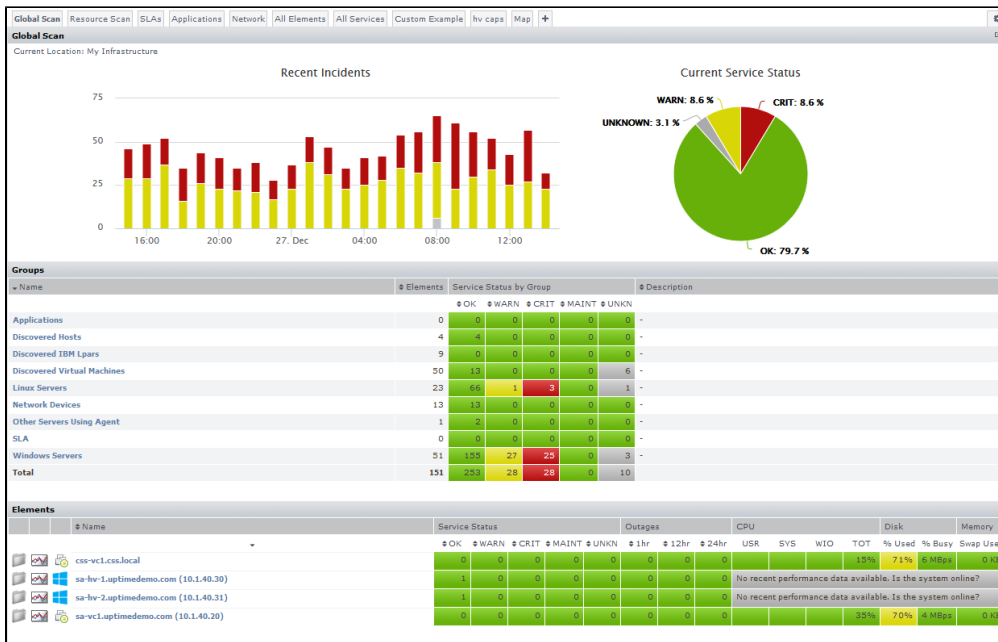 Global Scan Resource Scan SLAs Applications Network All Elements All Services Custom Example hv caps Map +
Global Scan
Current Location: My Infrastructure
Recent Incidents
75
50
25
0
16:00 20:00 27. Dec 04:00 08:00 12:00
Current Service Status
WARN: 8.6 %
CRIT: 8.6 %
UNKNOWN: 3.1 %
OK: 79.7 %
Groups
Name Elements Service Status by Group Description
OK WARN CRIT MAINT UNKN
Applications 0 0 0 0 0 0 -
Discovered Hosts 4 4 0 0 0 0 -
Discovered IBM Lpars 9 0 0 0 0 0 -
Discovered Virtual Machines 50 13 0 0 0 6 -
Linux Servers 23 66 1 3 0 1 -
Network Devices 13 13 0 0 0 0 -
Other Servers Using Agent 1 2 0 0 0 0 -
SLA 0 0 0 0 0 0 -
Windows Servers 51 155 27 25 0 3 -
Total 151 253 28 28 0 10
Elements
Name Service Status Outages CPU Disk Memory
OK WARN CRIT MAINT UNKN 1hr 12hr 24hr USR SYS WIO TOT % Used % Busy Swap Use
css-vc1.css.local 0 0 0 0 0 0 0 0 15% 71% 6 MBps 0 K
sa-hv-1.uptimedemo.com (10.1.40.30) 1 0 0 0 0 0 0 0 No recent performance data available. Is the system online?
sa-hv-2.uptimedemo.com (10.1.40.31) 1 0 0 0 0 0 0 0 No recent performance data available. Is the system online?
sa-vc1.uptimedemo.com (10.1.40.20) 0 0 0 0 0 0 0 0 35% 70% 4 MBps 0 K